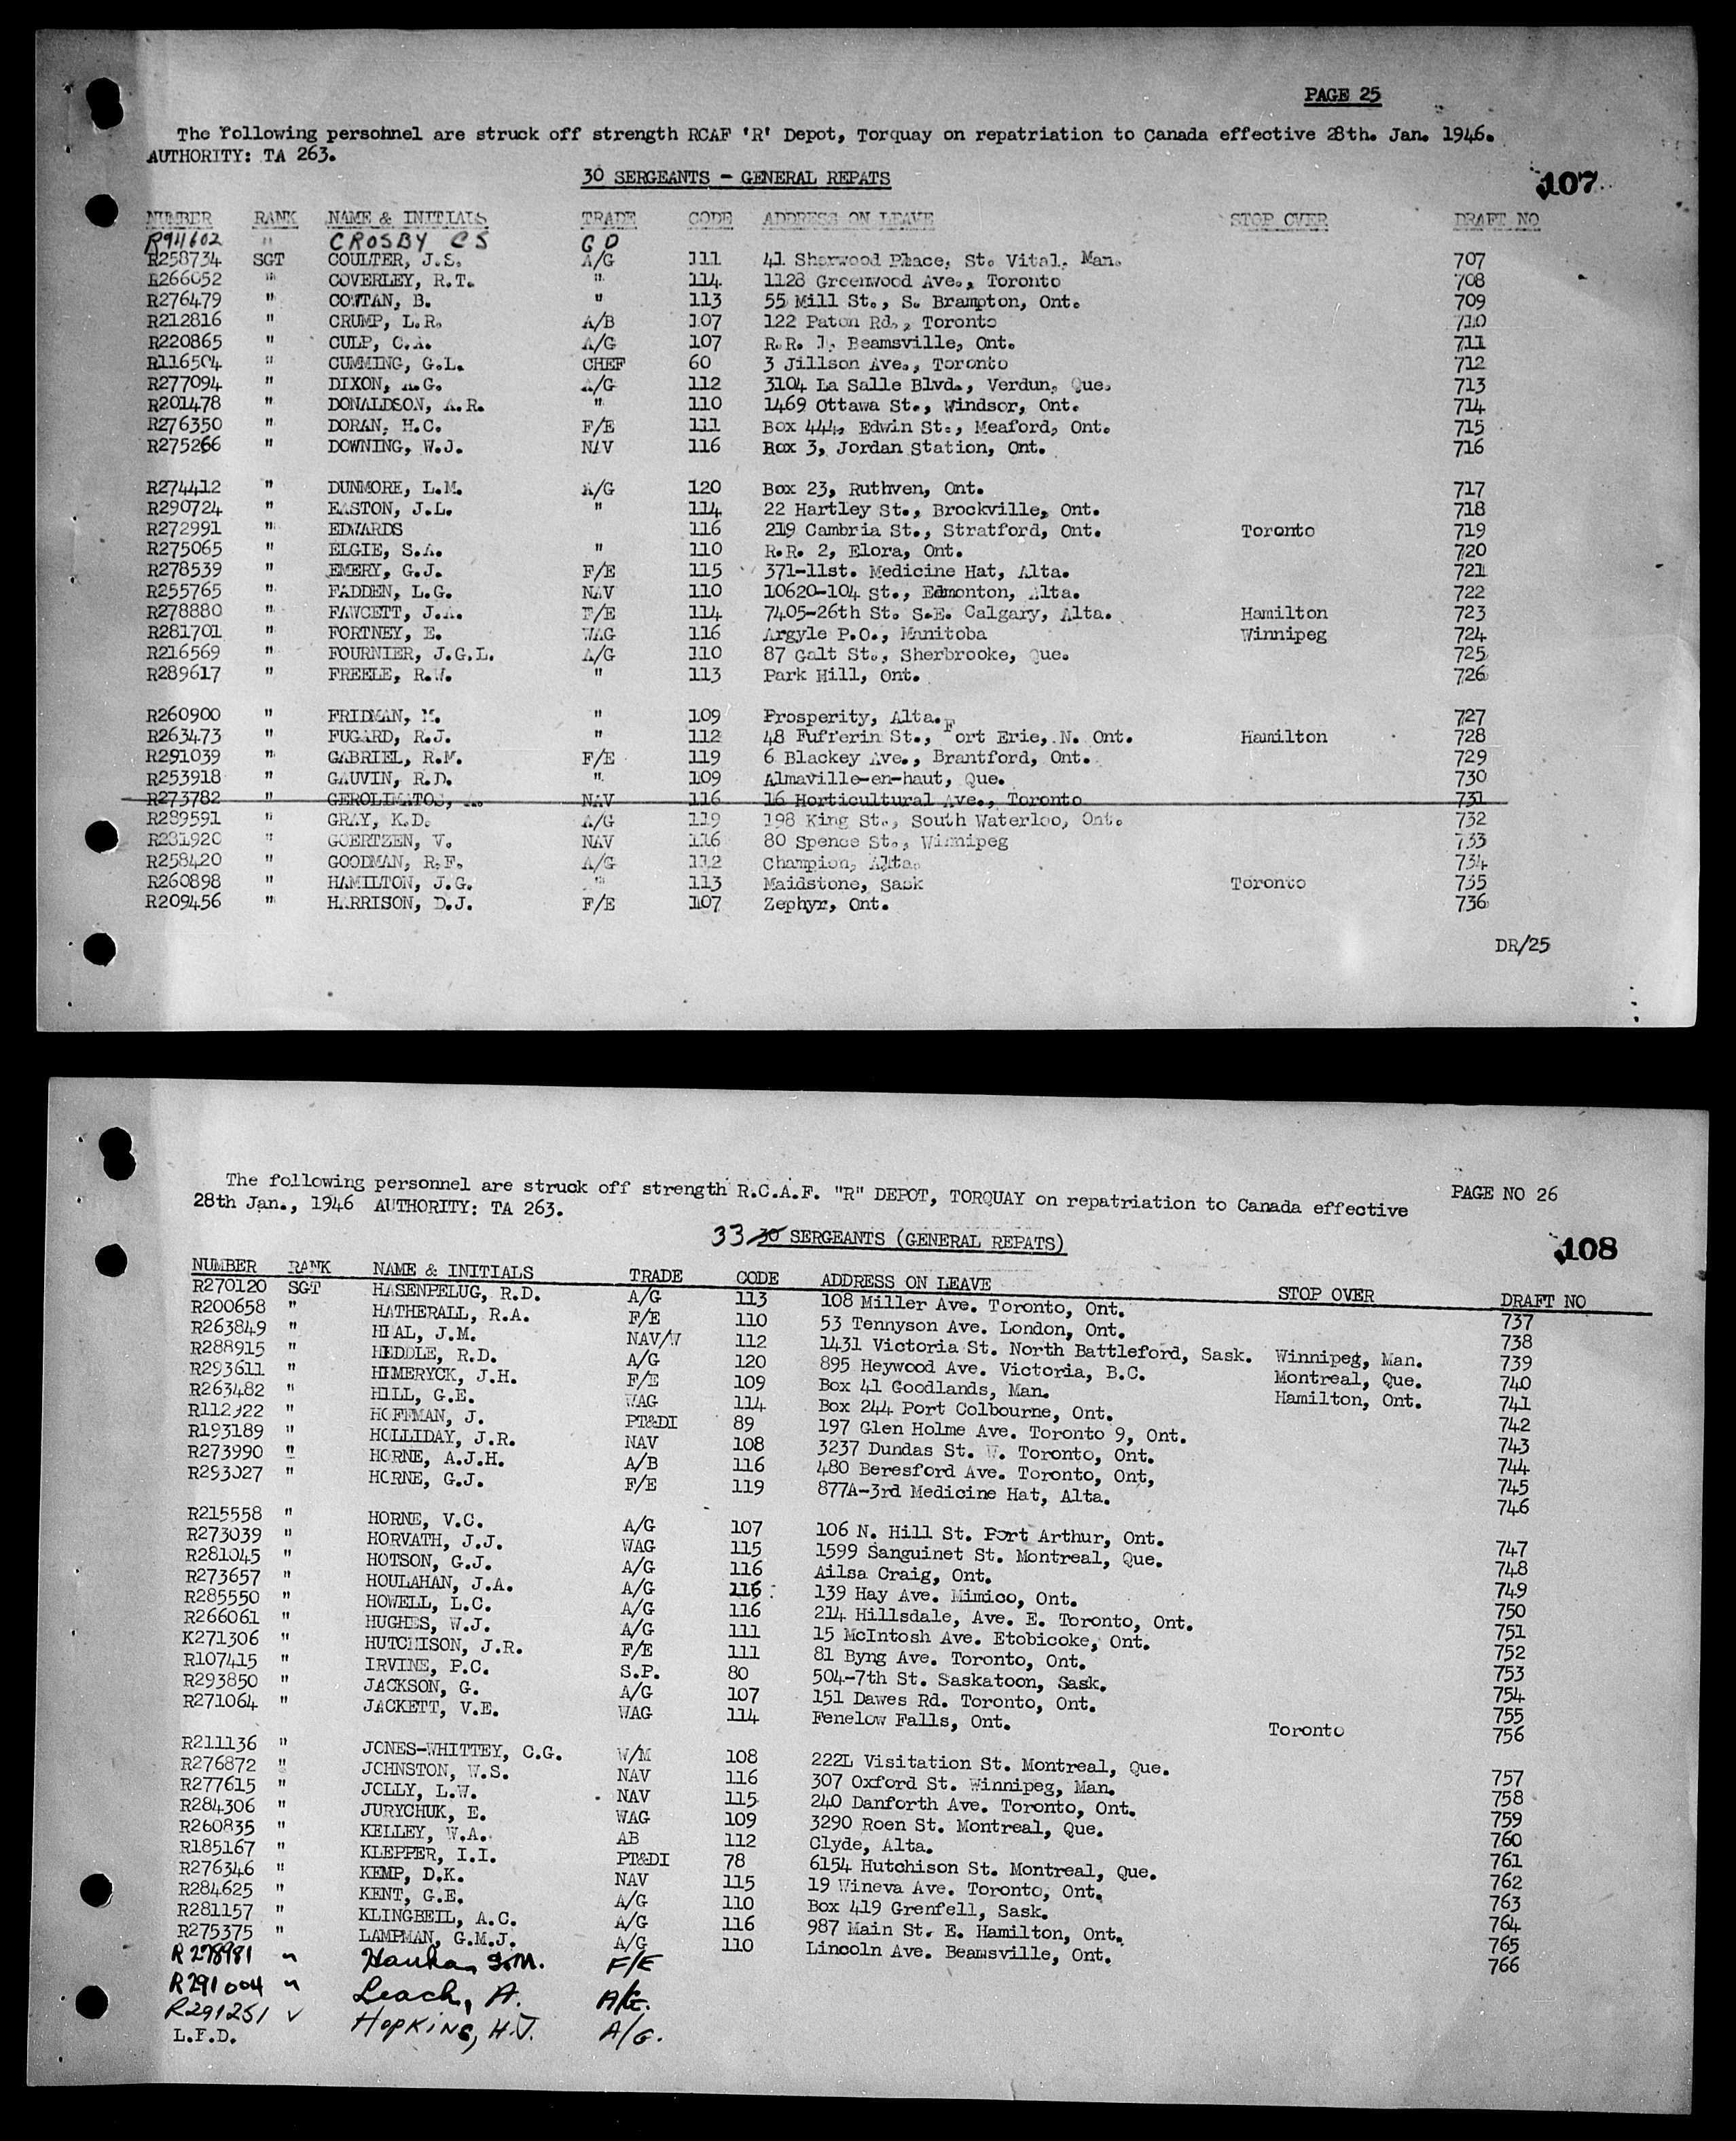 PAGE 25
The following personnel are struck off strength RCAF 'R' Depot, Torquay on repatriation to Canada effective 28th. Jan. 1946.
AUTHORITY: TA 263.
30 SERGEANTS - GENERAL REPATS
107
NUMBER RANK NAME & INITIALS TRADE CODE ADDRESS ON LEAVE STOP OVER DRAFT NO
R94602 " CROSBY CS GD
R258734 SGT COULTER, J.S. A/G 111 41 Sherwood Place, St. Vital, Man. 707
R266052 " COVERLEY, R.T. " 114 1128 Greenwood Ave., Toronto 708
R276479 " COWTAN, B. " 113 55 Mill St., S. Brampton, Ont. 709
R212816 " CRUMP, L.R. A/B 107 122 Paton Rd., Toronto 710
R220865 " CULP, C.A. A/G 107 R.R. 1, Beamsville, Ont. 711
R116504 " CUMMING, G.L. CHEF 60 3 Jillson Ave., Toronto 712
R277094 " DIXON, A.G. A/G 112 3104 La Salle Blvd., Verdun, Que. 713
R201478 " DONALDSON, A.R. " 110 1469 Ottawa St., Windsor, Ont. 714
R276350 " DORAN, H.C. F/E 111 Box 444, Edwin St., Meaford, Ont. 715
R275266 " DOWNING, W.J. NAV 116 Box 3, Jordan Station, Ont. 716
R274412 " DUNMORE, L.M. A/G 120 Box 23, Ruthven, Ont. 717
R290724 " EASTON, J.L. " 114 22 Hartley St., Brockville, Ont. 718
R272991 " EDWARDS 116 219 Cambria St., Stratford, Ont. Toronto 719
R275065 " ELGIE, S.A. " 110 R.R. 2, Elora, Ont. 720
R278539 " EMERY, G.J. F/E 115 371-11st. Medicine Hat, Alta. 721
R255765 " FADDEN, L.G. NAV 110 10620-104 St., Edmonton, Alta. 722
R278880 " FAWCETT, J.A. F/E 114 7405-26th St. S.E. Calgary, Alta. Hamilton 723
R281701 " FORTNEY, E. WAG 116 Argyle P.O., Manitoba Winnipeg 724
R216569 " FOURNIER, J.G.L. A/G 110 87 Galt St., Sherbrooke, Que. 725
R289617 " FREELE, R.W. " 113 Park Hill, Ont. 726
R260900 " FRIDMAN, M. " 109 Prosperity, Alta. 727
R263473 " FUGARD, R.J. " 112 48 Fufferin St., Fort Erie, N. Ont. Hamilton 728
R291039 " GABRIEL, R.M. F/E 119 6 Blackey Ave., Brantford, Ont. 729
R253918 " GAUVIN, R.D. " 109 Almaville-en-haut, Que. 730
R273782 " GEROLIMATOS, A. NAV 116 16 Horticultural Ave., Toronto 731
R289591 " GRAY, K.D. A/G 119 198 King St., South Waterloo, Ont. 732
R281920 " GOERTZEN, V. NAV 116 80 Spence St., Winnipeg 733
R258420 " GOODMAN, R.F. A/G 112 Champion, Alta. 734
R260898 " HAMILTON, J.G. " 113 Maidstone, Sask Toronto 735
R209456 " HARRISON, D.J. F/E 107 Zephyr, Ont. 736
DR/25
The following personnel are struck off strength R.C.A.F. "R" DEPOT, TORQUAY on repatriation to Canada effective PAGE NO 26
28th Jan., 1946 AUTHORITY: TA 263.
33 30 SERGEANTS (GENERAL REPATS)
108
NUMBER RANK NAME & INITIALS TRADE CODE ADDRESS ON LEAVE STOP OVER DRAFT NO
R270120 SGT HASENPELUG, R.D. A/G 113 108 Miller Ave. Toronto, Ont. 737
R200658 " HATHERALL, R.A. F/E 110 53 Tennyson Ave. London, Ont. 738
R263849 " HEAL, J.M. NAV/W 112 1431 Victoria St. North Battleford, Sask. Winnipeg, Man. 739
R288915 " HEDDLE, R.D. A/G 120 895 Heywood Ave. Victoria, B.C. Montreal, Que. 740
R293611 " HEMERYCK, J.H. F/E 109 Box 41 Goodlands, Man. Hamilton, Ont. 741
R263482 " HILL, G.E. WAG 114 Box 244 Port Colbourne, Ont. 742
R112922 " HOFFMAN, J. PT&DI 89 197 Glen Holme Ave. Toronto 9, Ont. 743
R193189 " HOLLIDAY, J.R. NAV 108 3237 Dundas St. W. Toronto, Ont. 744
R273990 " HORNE, A.J.H. A/B 116 480 Beresford Ave. Toronto, Ont, 745
R293027 " HORNE, G.J. F/E 119 877A-3rd Medicine Hat, Alta. 746
R215558 " HORNE, V.C. A/G 107 106 N. Hill St. Port Arthur, Ont. 747
R273039 " HORVATH, J.J. WAG 115 1599 Sanguinet St. Montreal, Que. 748
R281045 " HOTSON, G.J. A/G 116 Ailsa Craig, Ont. 749
R273657 " HOULAHAN, J.A. A/G 116 139 Hay Ave. Mimico, Ont. 750
R285550 " HOWELL, L.C. A/G 116 214 Hillsdale, Ave. E. Toronto, Ont. 751
R266061 " HUGHES, W.J. A/G 111 15 McIntosh Ave. Etobicoke, Ont. 752
K271306 " HUTCHISON, J.R. F/E 111 81 Byng Ave. Toronto, Ont. 753
R107415 " IRVINE, P.C. S.P. 80 504-7th St. Saskatoon, Sask. 754
R293850 " JACKSON, G. A/G 107 151 Dawes Rd. Toronto, Ont. 755
R271064 " JACKETT, V.E. WAG 114 Fenelow Falls, Ont. Toronto 756
R211136 " JONES-WHITTEY, C.G. W/M 108 222L Visitation St. Montreal, Que. 757
R276872 " JOHNSTON, W.S. NAV 116 307 Oxford St. Winnipeg, Man. 758
R277615 " JOLLY, L.W. NAV 115 240 Danforth Ave. Toronto, Ont. 759
R284306 " JURYCHUK, E. WAG 109 3290 Roen St. Montreal, Que. 760
R260835 " KELLEY, W.A. AB 112 Clyde, Alta. 761
R185167 " KLEPPER, I.I. PT&DI 78 6154 Hutchison St. Montreal, Que. 762
R276346 " KEMP, D.K. NAV 115 19 Wineva Ave. Toronto, Ont. 763
R284625 " KENT, G.E. A/G 110 Box 419 Grenfell, Sask. 764
R281157 " KLINGBEIL, A.C. A/G 116 987 Main St. E. Hamilton, Ont. 765
R275375 " LAMPMAN, G.M.J. A/G 110 Lincoln Ave. Beamsville, Ont. 766
R278981 " F/E
R291004 " Leach, A. A/G.
R291251 Hopkins, H.J. A/G.
L.F.D.